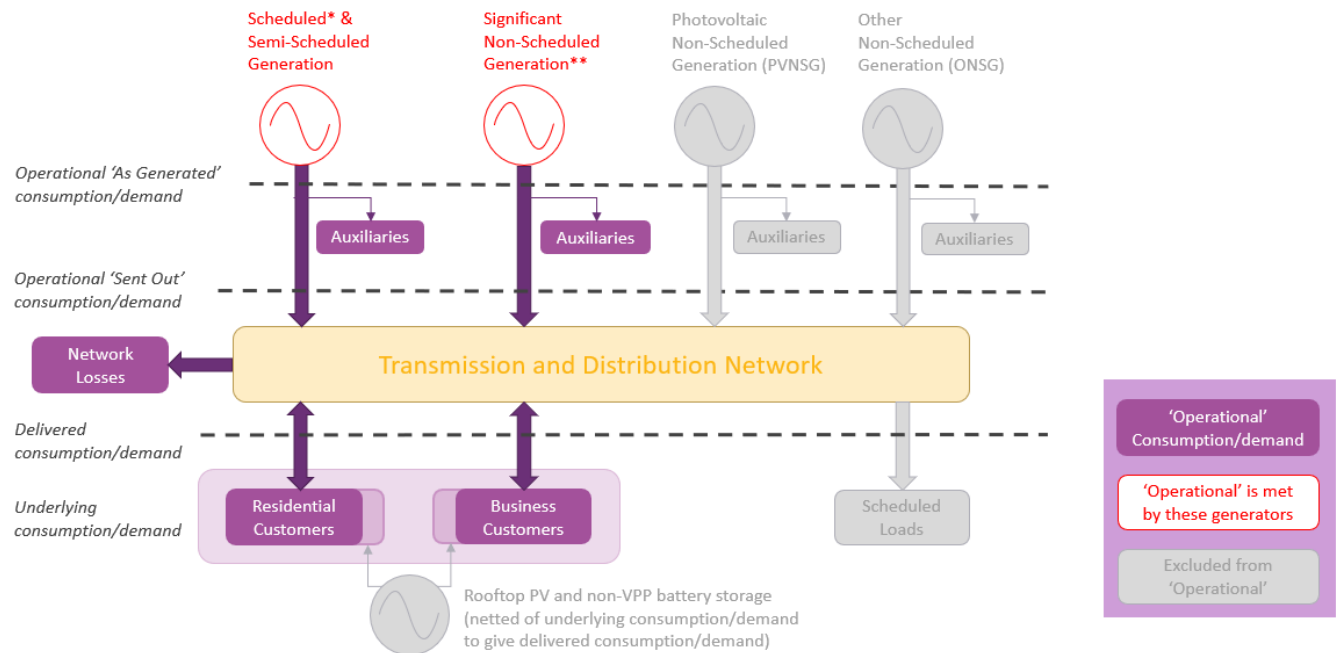 Scheduled* &
Semi-Scheduled
Generation
Significant
Non-Scheduled
Generation**
Photovoltaic
Non-Scheduled
Generation (PVNSG)
Other
Non-Scheduled
Generation (ONSG)
Operational ‘As Generated’
consumption/demand
Auxiliaries
Auxiliaries
Auxiliaries
Auxiliaries
Operational ‘Sent Out’
consumption/demand
Network
Losses
Transmission and Distribution Network
Delivered
consumption/demand
Underlying
consumption/demand
Residential
Customers
Business
Customers
Scheduled
Loads
Rooftop PV and non-VPP battery storage
(netted of underlying consumption/demand
to give delivered consumption/demand)
‘Operational’
Consumption/demand
‘Operational’ is met
by these generators
Excluded from
‘Operational’